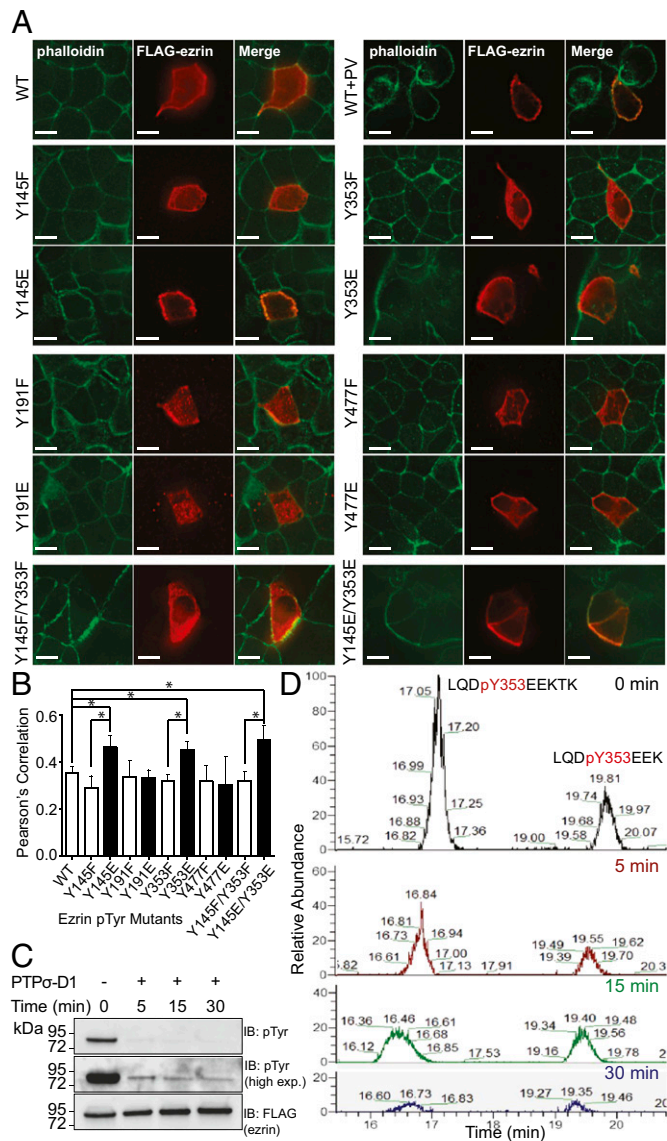 A
phalloidin FLAG-ezrin Merge
WT
phalloidin FLAG-ezrin Merge
WT+PV
Y145F
Y353F
Y145E
Y353E
Y191F
Y477F
Y191E
Y477E
Y145F/Y353F
Y145E/Y353E
B
Pearson's Correlation
0.6
0.4
0.2
0.0
* * * * * *
WT Y145F Y145E Y191F Y191E Y353F Y353E Y477F Y477E Y145F/Y353F Y145E/Y353E
Ezrin pTyr Mutants
C
PTPσ-D1 - + + +
Time (min) 0 5 15 30
kDa
95
72
IB: pTyr
95
72
IB: pTyr
(high exp.)
95
72
IB: FLAG
(ezrin)
D
Relative Abundance
LQDpY353EEKTK 0 min
LQDpY353EEK
100
80
60
40
20
0
17.05
17.20
16.99
16.93
16.88
16.82
17.25
17.36
15.72
19.00
19.81
19.74
19.68
19.58
19.97
20.07
5 min
60
40
20
0
16.84
16.81
16.73
16.61
16.94
17.00
17.13
17.91
19.55
19.49
19.39
19.62
19.70
20.3
5.82
15 min
40
20
0
16.46
16.36
16.12
16.61
16.68
16.85
17.53
19.40
19.34
19.16
19.48
19.56
19.78
2
30 min
20
0
16.60
16.73
16.83
19.27
19.35
19.46
2
16 17 18 19 20
Time (min)